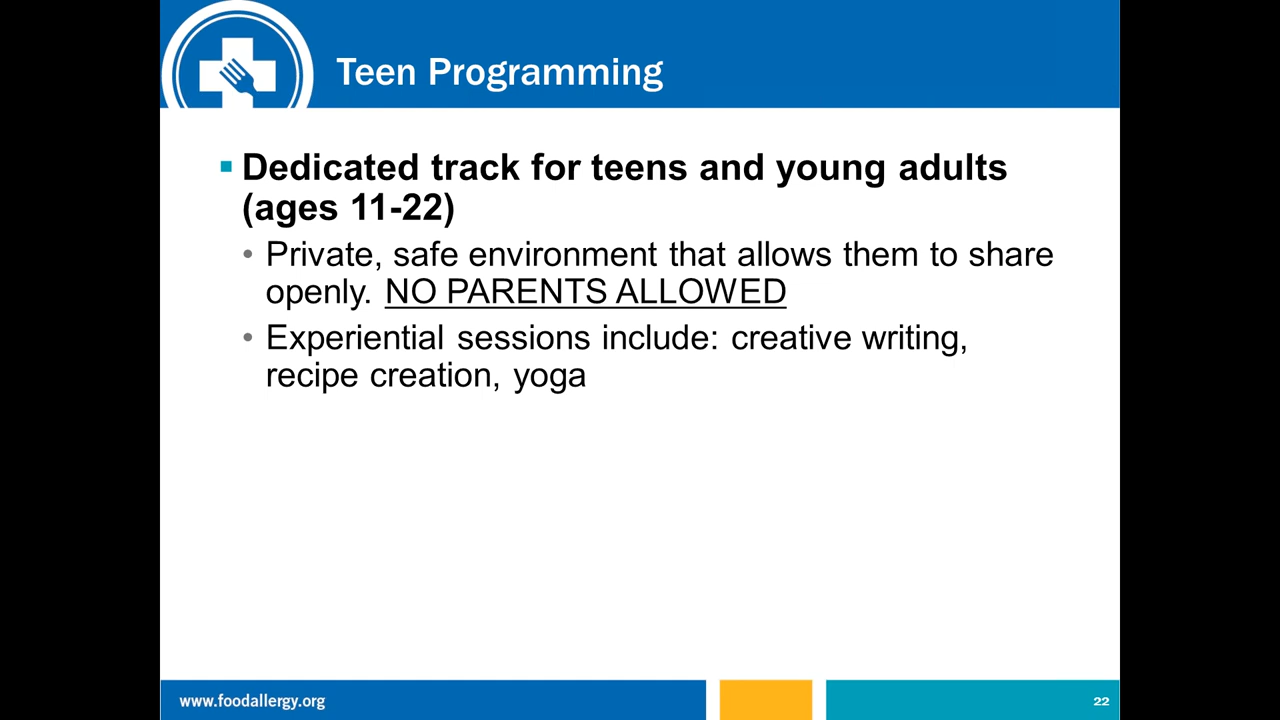 Teen Programming
Dedicated track for teens and young adults
(ages 11-22)
Private, safe environment that allows them to share
openly. NO PARENTS ALLOWED
Experiential sessions include: creative writing,
recipe creation, yoga
www.foodallergy.org
22